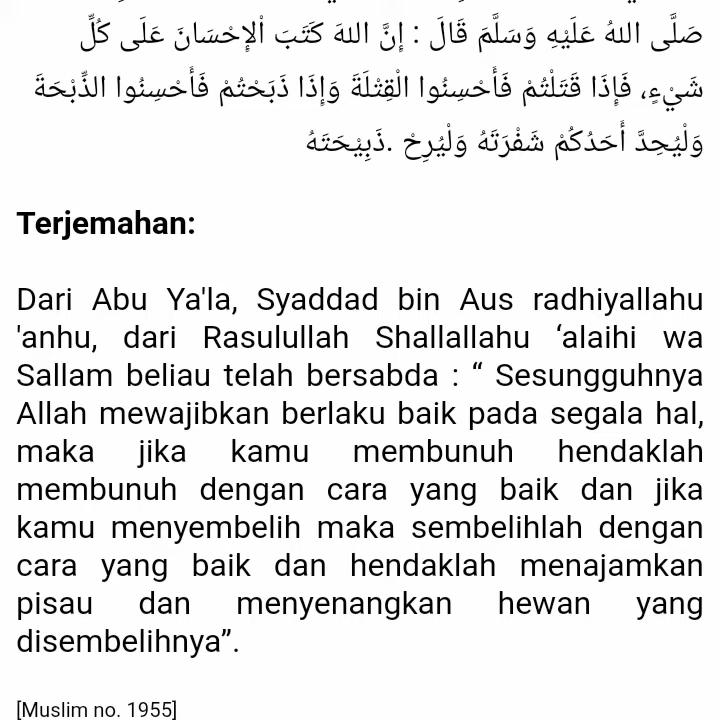 صَلَّى اللهُ عَلَيْهِ وَسَلَّمَ قَالَ : إِنَّ اللهَ كَتَبَ الْإِحْسَانَ عَلَى كُلِّ
شَيْءٍ، فَإِذَا قَتَلْتُمْ فَأَحْسِنُوا الْقِتْلَةَ وَإِذَا ذَبَحْتُمْ فَأَحْسِنُوا الذِّبْحَةَ
وَلْيُحِدَّ أَحَدُكُمْ شَفْرَتَهُ وَلْيُرِحْ .ذَبِيْحَتَهُ
Terjemahan:
Dari Abu Ya'la, Syaddad bin Aus radhiyallahu
'anhu, dari Rasulullah Shallallahu ‘alaihi wa
Sallam beliau telah bersabda : “ Sesungguhnya
Allah mewajibkan berlaku baik pada segala hal,
maka jika kamu membunuh hendaklah
membunuh dengan cara yang baik dan jika
kamu menyembelih maka sembelihlah dengan
cara yang baik dan hendaklah menajamkan
pisau dan menyenangkan hewan yang
disembelihnya”.
[Muslim no. 1955]